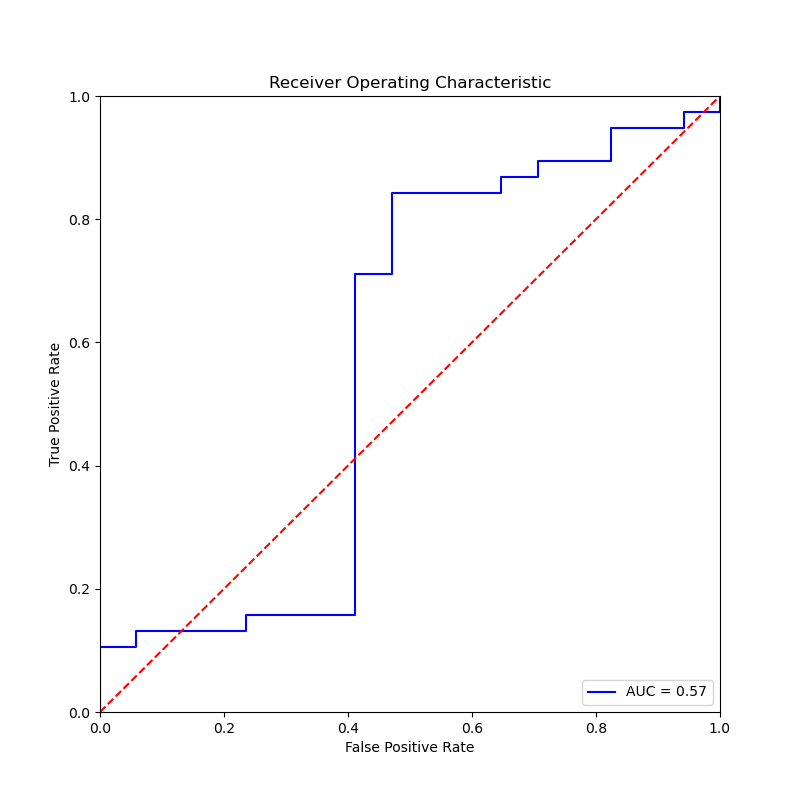 Receiver Operating Characteristic
True Positive Rate
1.0
0.8
0.6
0.4
0.2
0.0
AUC = 0.57
0.0 0.2 0.4 0.6 0.8 1.0
False Positive Rate